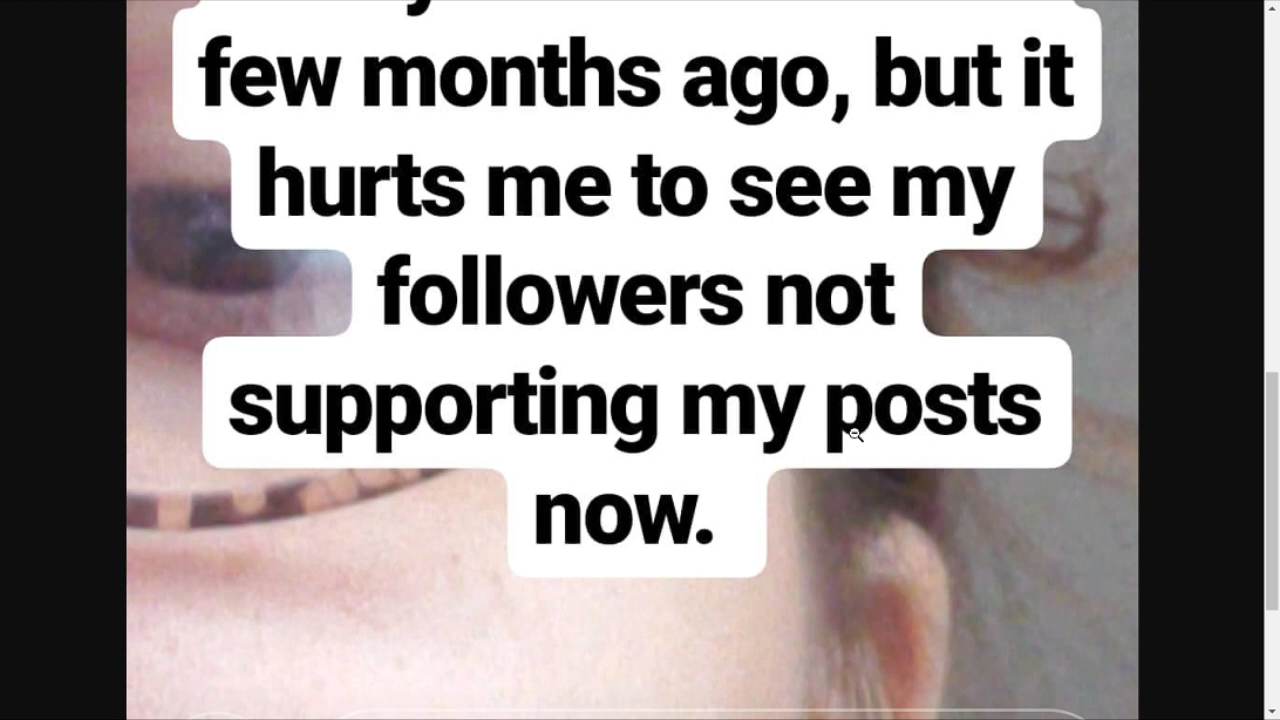 few months ago, but it
hurts me to see my
followers not
supporting my posts
now.